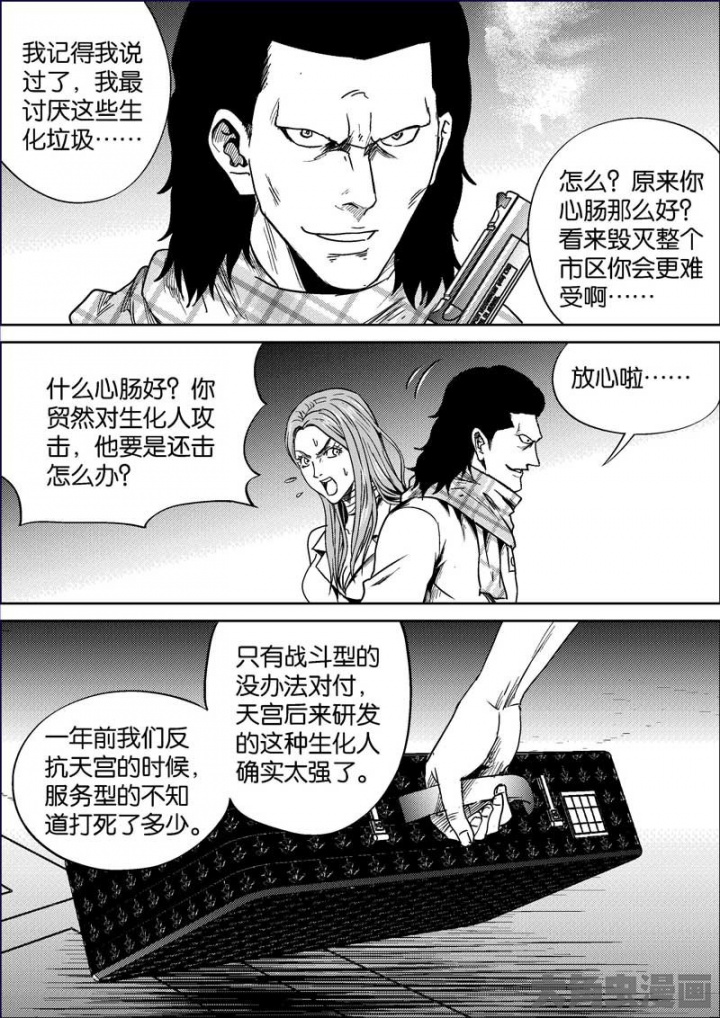 我记得我说
过了，我最
讨厌这些生
化垃圾……
怎么？原来你
心肠那么好？
看来毁灭整个
市区你会更难
受啊……
什么心肠好？你
贸然对生化人攻
击，他要是还击
怎么办？
放心啦……
只有战斗型的
没办法对付，
天宫后来研发
的这种生化人
确实太强了。
一年前我们反
抗天宫的时候，
服务型的不知
道打死了多少。
大角虫漫画